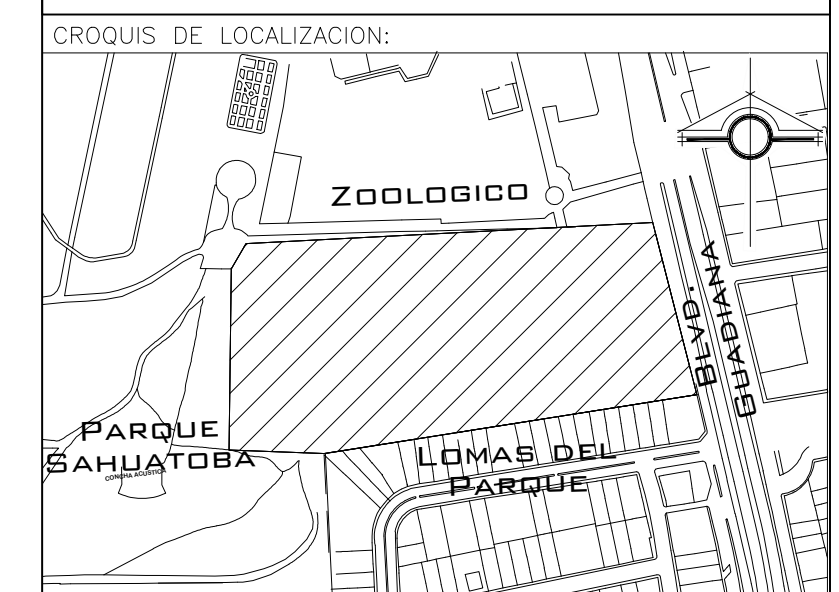 CROQUIS DE LOCALIZACION:
ZOOLOGICO
BLVD.
GUADIANA
PARQUE
SAHUATOBA
CONCHA ACUSTICA
LOMAS DEL
PARQUE